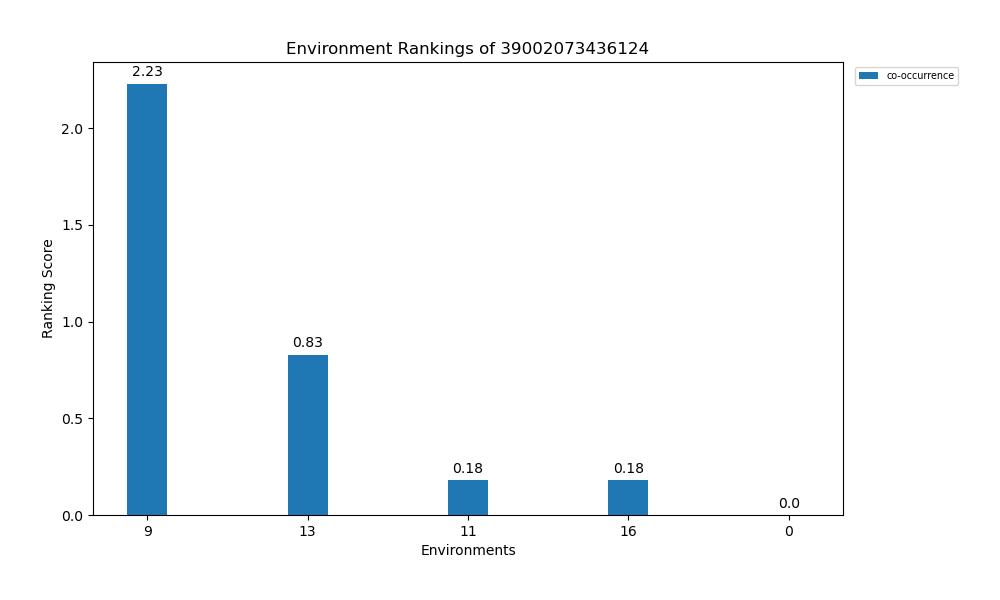 Environment Rankings of 39002073436124
co-occurrence
2.23
0.83
0.18
0.18
0.0
2.0
1.5
1.0
0.5
0.0
Ranking Score
9 13 11 16 0
Environments